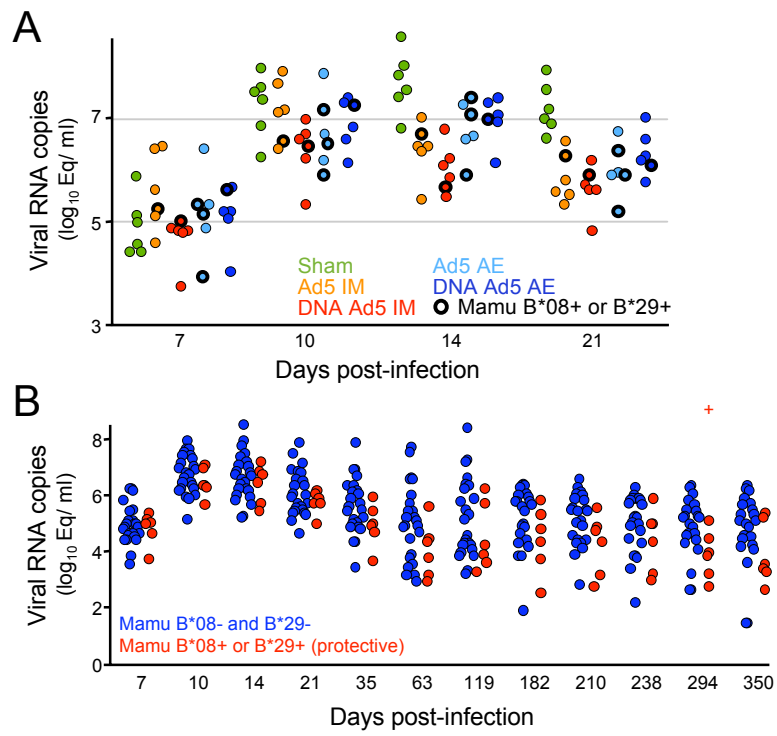 A
Viral RNA copies
(log10 Eq/ ml)
7
5
3
Sham
Ad5 AE
Ad5 IM
DNA Ad5 AE
DNA Ad5 IM
Mamu B*08+ or B*29+
7 10 14 21
Days post-infection
B
+
Viral RNA copies
(log10 Eq/ ml)
8
6
4
2
0
Mamu B*08- and B*29-
Mamu B*08+ or B*29+ (protective)
7 10 14 21 35 63 119 182 210 238 294 350
Days post-infection